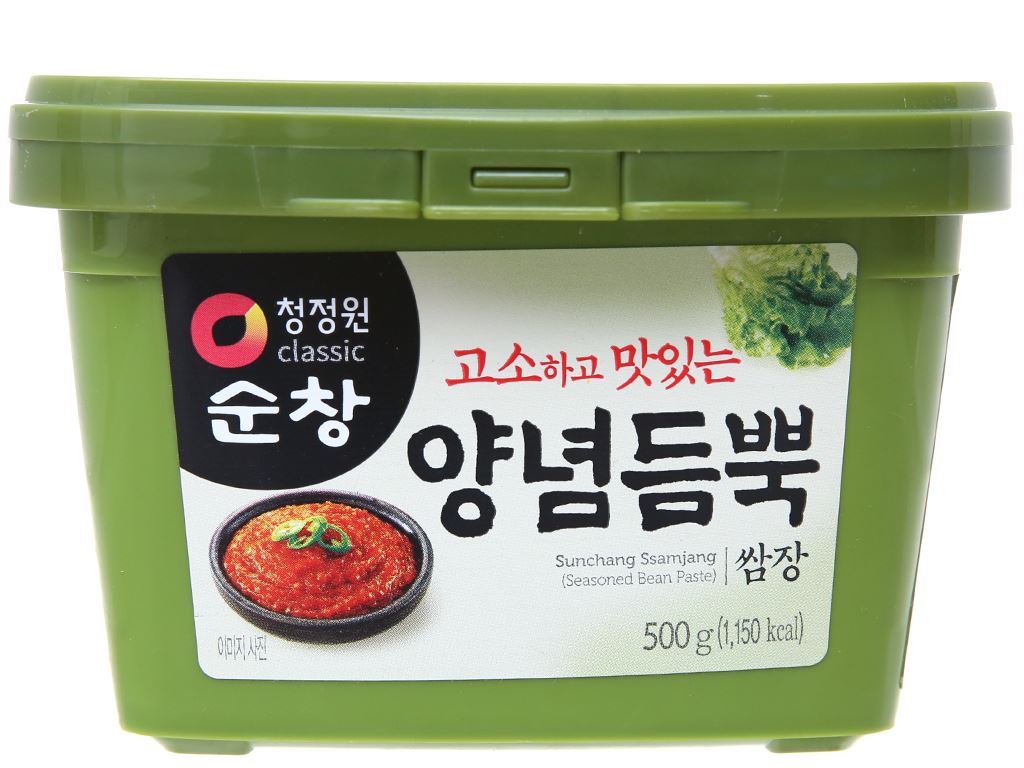 청정원
classic
순창
고소하고 맛있는
양념듬뿍
Sunchang Ssamjang
(Seasoned Bean Paste)
쌈장
500 g (1,150 kcal)
이미지 사진